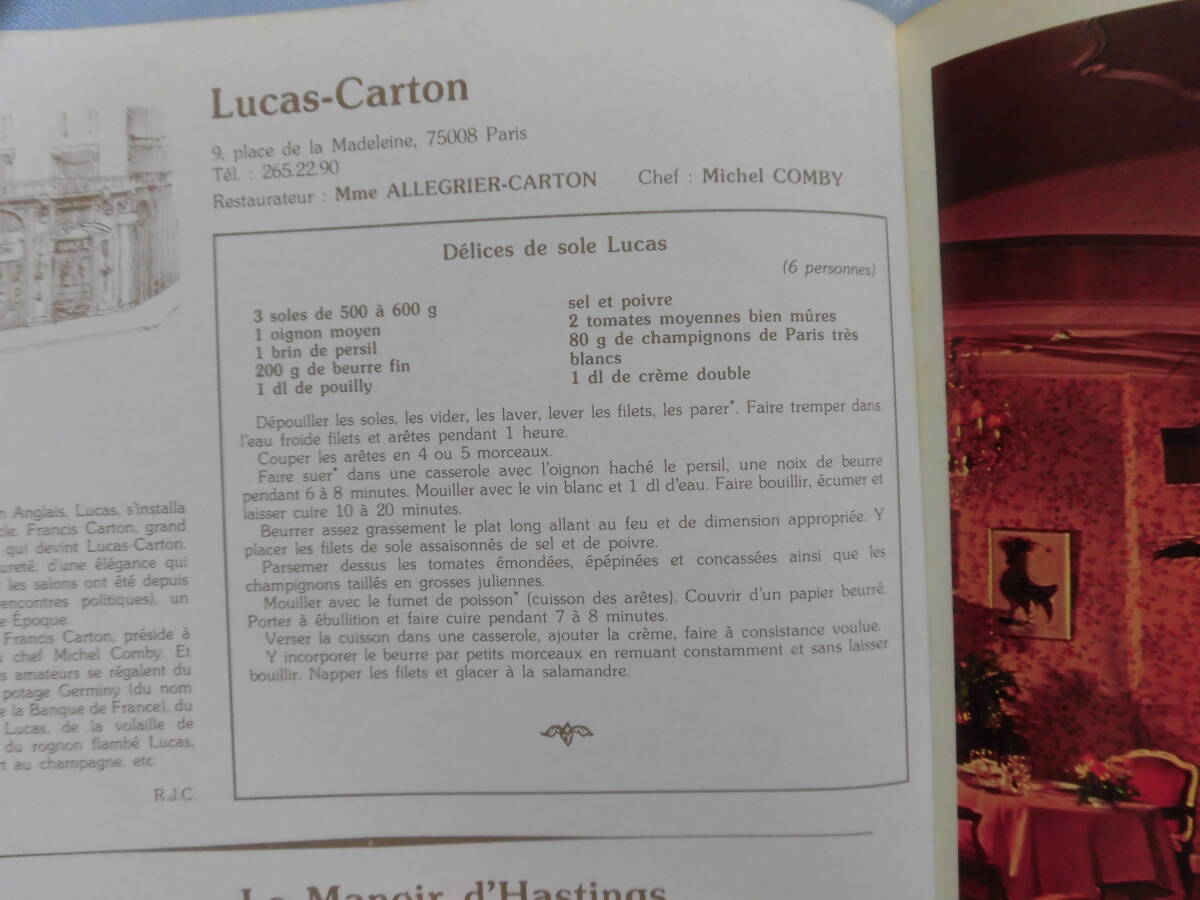 Lucas-Carton
9, place de la Madeleine, 75008 Paris
Tél. : 265.22.90
Restaurateur : Mme ALLEGRIER-CARTON Chef : Michel COMBY
Délices de sole Lucas
(6 personnes)
3 soles de 500 à 600 g
1 oignon moyen
1 brin de persil
200 g de beurre fin
1 dl de pouilly
sel et poivre
2 tomates moyennes bien mûres
80 g de champignons de Paris très
blancs
1 dl de crème double
Dépouiller les soles, les vider, les laver, lever les filets, les parer*. Faire tremper dans
l'eau froide filets et arêtes pendant 1 heure.
Couper les arêtes en 4 ou 5 morceaux.
Faire suer* dans une casserole avec l'oignon haché le persil, une noix de beurre
pendant 6 à 8 minutes. Mouiller avec le vin blanc et 1 dl d'eau. Faire bouillir, écumer et
laisser cuire 10 à 20 minutes.
Beurrer assez grassement le plat long allant au feu et de dimension appropriée. Y
placer les filets de sole assaisonnés de sel et de poivre.
Parsemer dessus les tomates émondées, épépinées et concassées ainsi que les
champignons taillés en grosses juliennes.
Mouiller avec le fumet de poisson* (cuisson des arêtes). Couvrir d'un papier beurré.
Porter à ébullition et faire cuire pendant 7 à 8 minutes.
Verser la cuisson dans une casserole, ajouter la crème, faire à consistance voulue.
Y incorporer le beurre par petits morceaux en remuant constamment et sans laisser
bouillir. Napper les filets et glacer à la salamandre.
Anglais, Lucas, s'installa
Francis Carton, grand
qui devint Lucas-Carton.
d'une élégance qui
les salons ont été depuis
politiques), un
Francis Carton, préside à
chef Michel Comby. Et
amateurs se régalent du
potage Germiny (du nom
la Banque de France), du
Lucas, de la volaille de
du rognon flambé Lucas,
au champagne, etc.
R.J.C.
Le Manoir d'Hastings